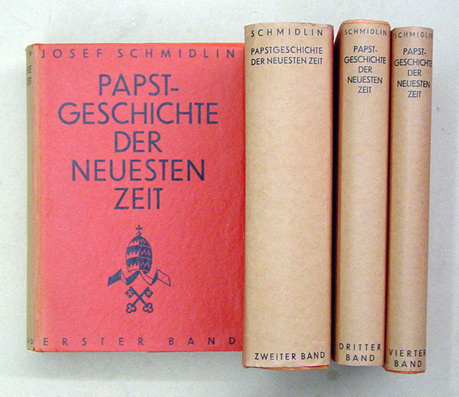 JOSEF SCHMIDLIN
PAPST-
GESCHICHTE
DER
NEUESTEN
ZEIT
ERSTER BAND
SCHMIDLIN
PAPSTGESCHICHTE
DER NEUESTEN ZEIT
ZWEITER BAND
SCHMIDLIN
PAPST-
GESCHICHTE
DER
NEUESTEN
ZEIT
DRITTER
BAND
SCHMIDLIN
PAPST-
GESCHICHTE
DER
NEUESTEN
ZEIT
VIERTER
BAND